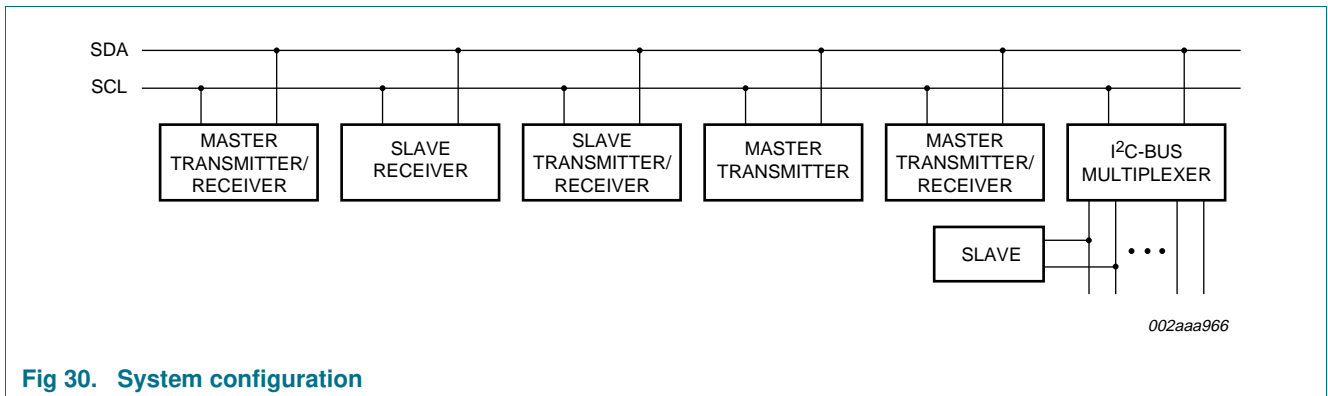 SDA
SCL
MASTER
TRANSMITTER/
RECEIVER
SLAVE
RECEIVER
SLAVE
TRANSMITTER/
RECEIVER
MASTER
TRANSMITTER
MASTER
TRANSMITTER/
RECEIVER
I²C-BUS
MULTIPLEXER
SLAVE
002aaa966
Fig 30. System configuration